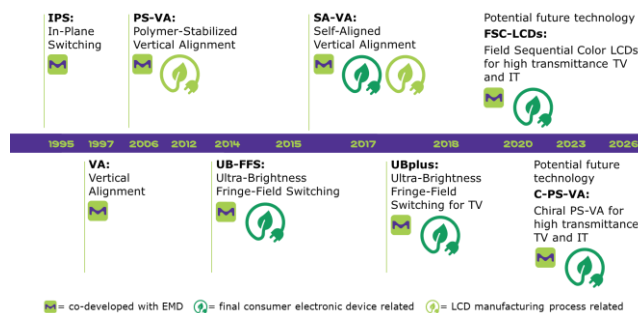 IPS:
In-Plane
Switching
PS-VA:
Polymer-Stabilized
Vertical Alignment
SA-VA:
Self-Aligned
Vertical Alignment
Potential future technology
FSC-LCDs:
Field Sequential Color LCDs
for high transmittance TV
and IT
1995 1997 2006 2012 2014 2015 2017 2018 2020 2023 2026
VA:
Vertical
Alignment
UB-FFS:
Ultra-Brightness
Fringe-Field Switching
UBplus:
Ultra-Brightness
Fringe-Field
Switching for TV
Potential future
technology
C-PS-VA:
Chiral PS-VA for
high transmittance
TV and IT
M = co-developed with EMD = final consumer electronic device related = LCD manufacturing process related